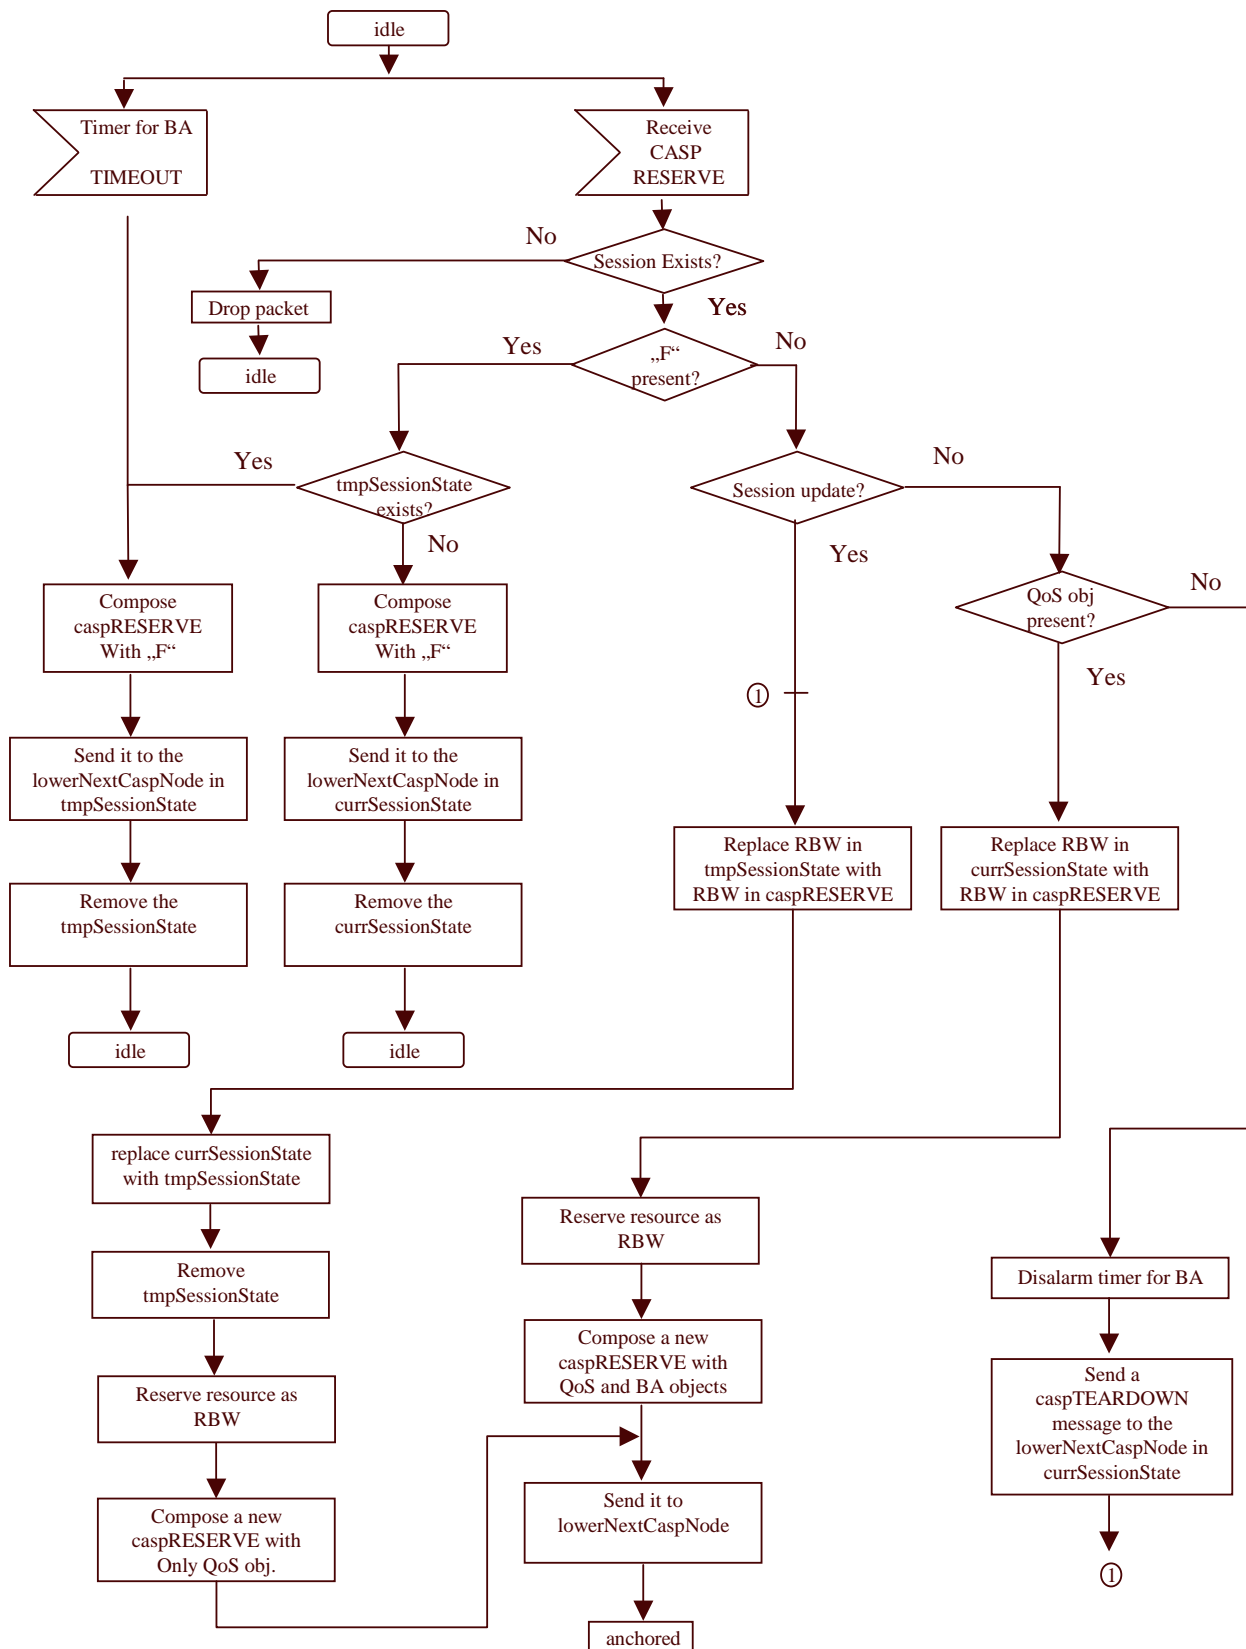 idle
Timer for BA
TIMEOUT
Receive
CASP
RESERVE
No
Session Exists?
Drop packet
Yes
idle
Yes
„F“
present?
No
Yes
tmpSessionState
exists?
No
Session update?
No
Yes
QoS obj
present?
No
Yes
Compose
caspRESERVE
With „F“
Compose
caspRESERVE
With „F“
1
Send it to the
lowerNextCaspNode in
tmpSessionState
Send it to the
lowerNextCaspNode in
currSessionState
Replace RBW in
tmpSessionState with
RBW in caspRESERVE
Replace RBW in
currSessionState with
RBW in caspRESERVE
Remove the
tmpSessionState
Remove the
currSessionState
idle
idle
replace currSessionState
with tmpSessionState
Reserve resource as
RBW
Remove
tmpSessionState
Disalarm timer for BA
Compose a new
caspRESERVE with
QoS and BA objects
Reserve resource as
RBW
Send a
caspTEARDOWN
message to the
lowerNextCaspNode in
currSessionState
Compose a new
caspRESERVE with
Only QoS obj.
Send it to
lowerNextCaspNode
1
anchored